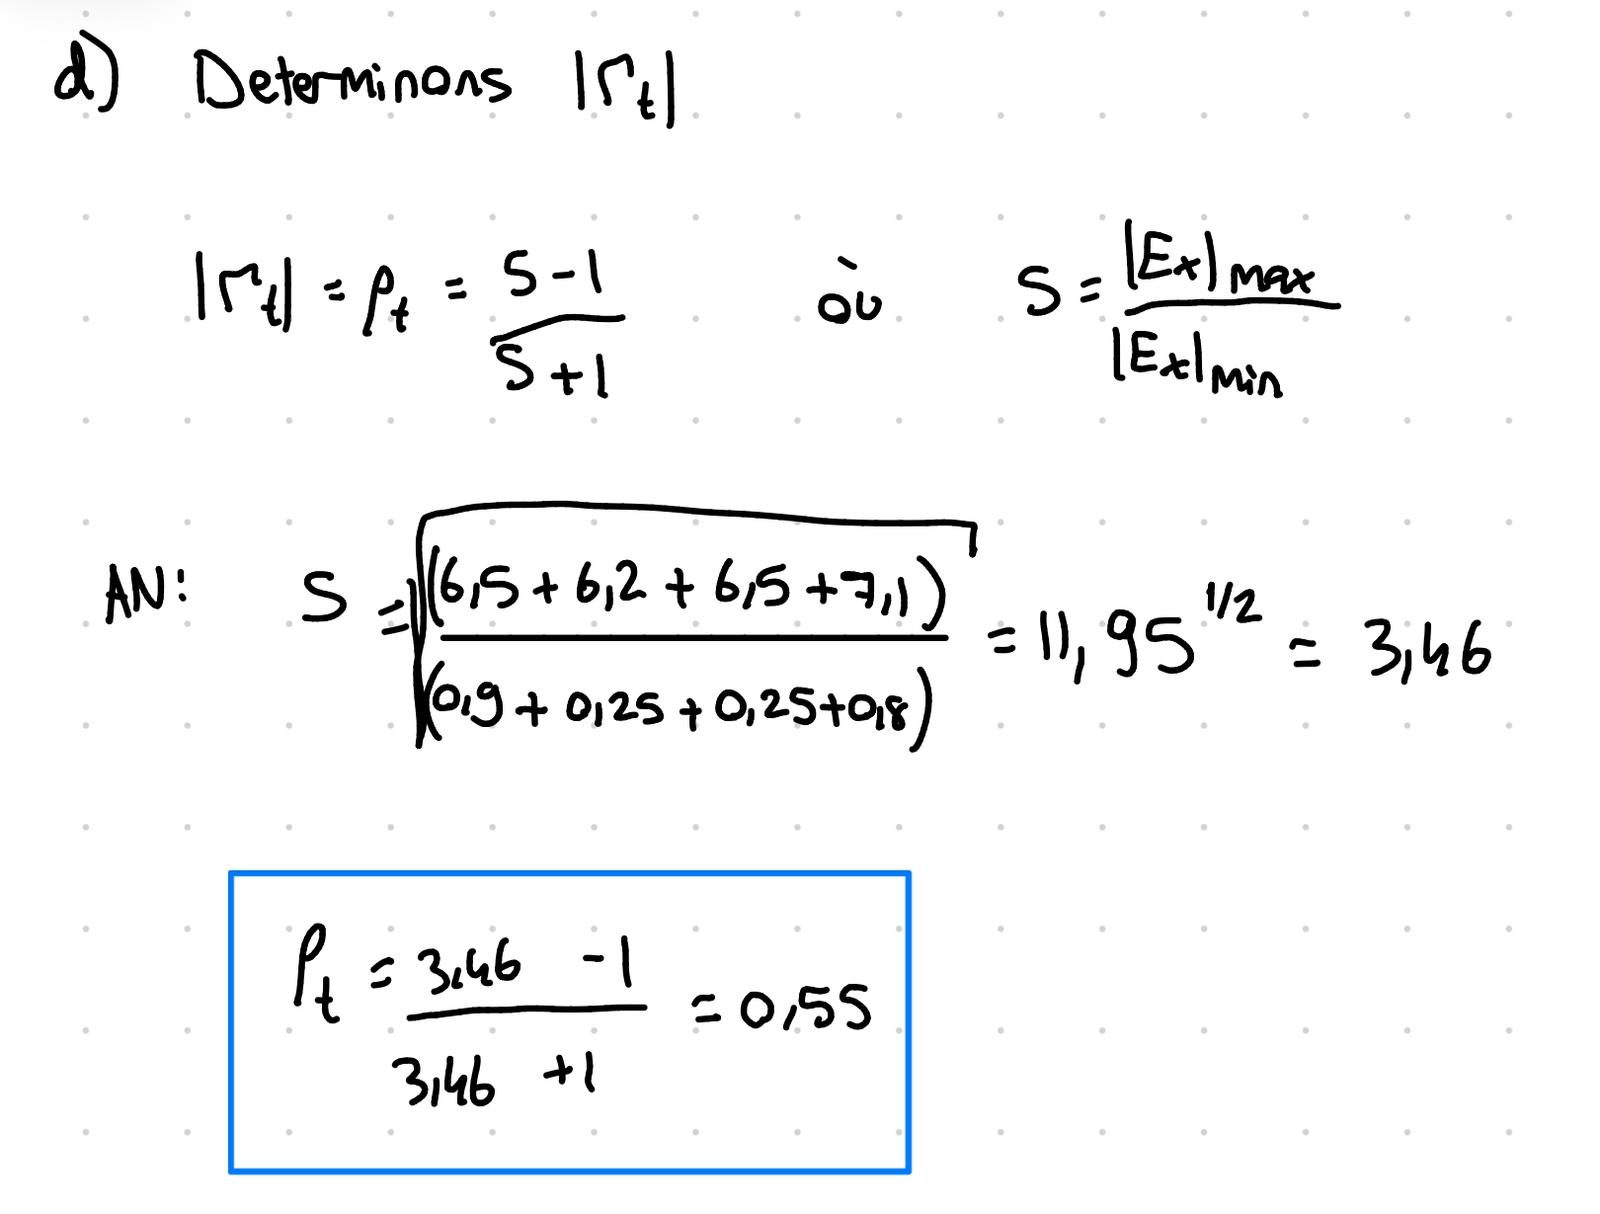 d) Determinons |Γt|
|Γt| = ρt = S-1 / S+1 où S = |Ex|max / |Ex|min
AN: S = √((6,5 + 6,2 + 6,5 + 7,1) / (0,9 + 0,25 + 0,25 + 0,8)) = 11,95^1/2 = 3,46
ρt = 3,46 - 1 / 3,46 + 1 = 0,55